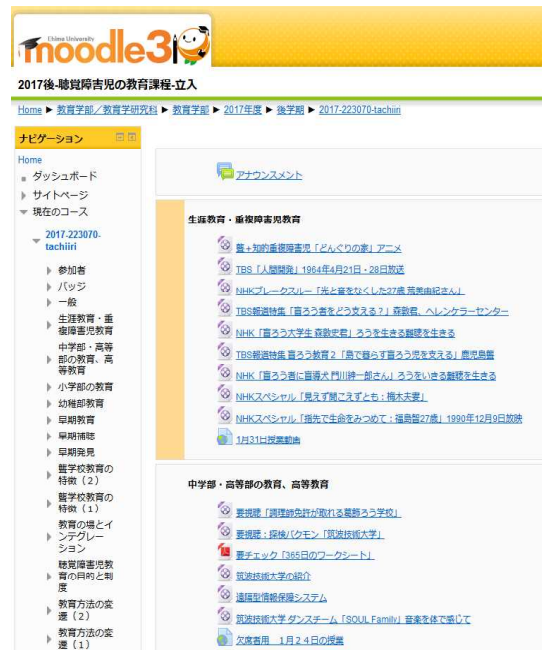 Ehime University
moodle3
2017後-聴覚障害児の教育課程-立入
Home ► 教育学部／教育学研究科 ► 教育学部 ► 2017年度 ► 後学期 ► 2017-223070-tachiiri
ナビゲーション
Home
ダッシュボード
サイトページ
現在のコース
2017-223070-
tachiiri
参加者
バッジ
一般
生涯教育・重
複障害児教育
中学部・高等
部の教育、高
等教育
小学部の教育
幼稚部教育
早期教育
早期補聴
早期発見
聾学校教育の
特徴（２）
聾学校教育の
特徴（１）
教育の場とイ
ンテグレー
ション
聴覚障害児教
育の目的と制
度
教育方法の変
遷（２）
教育方法の変
遷（１）
アナウンスメント
生涯教育・重複障害児教育
聾+知的重複障害児「どんぐりの家」アニメ
TBS「人間開発」1964年4月21日・28日放送
NHKブレークスルー「光と音をなくした27歳 荒美由紀さん」
TBS報道特集「盲ろう者をどう支える？」森敦君、ヘレンケラーセンター
NHK「盲ろう大学生 森敦史君」ろうを生きる難聴を生きる
TBS報道特集 盲ろう教育２「島で暮らす盲ろう児を支える」鹿児島聾
NHK「盲ろう者に盲導犬 門川紳一郎さん」ろうをいきる難聴を生きる
NHKスペシャル「見えず聞こえずとも：梅木夫妻」
NHKスペシャル「指先で生命をみつめて：福島智27歳」1990年12月9日放映
1月31日授業動画
中学部・高等部の教育、高等教育
要視聴「調理師免許が取れる葛飾ろう学校」
要視聴：探検バクモン「筑波技術大学」
要チェック「365日のワークシート」
筑波技術大学の紹介
遠隔型情報保障システム
筑波技術大学 ダンスチーム「SOUL Family」音楽を体で感じて
欠席者用　１月２４日の授業